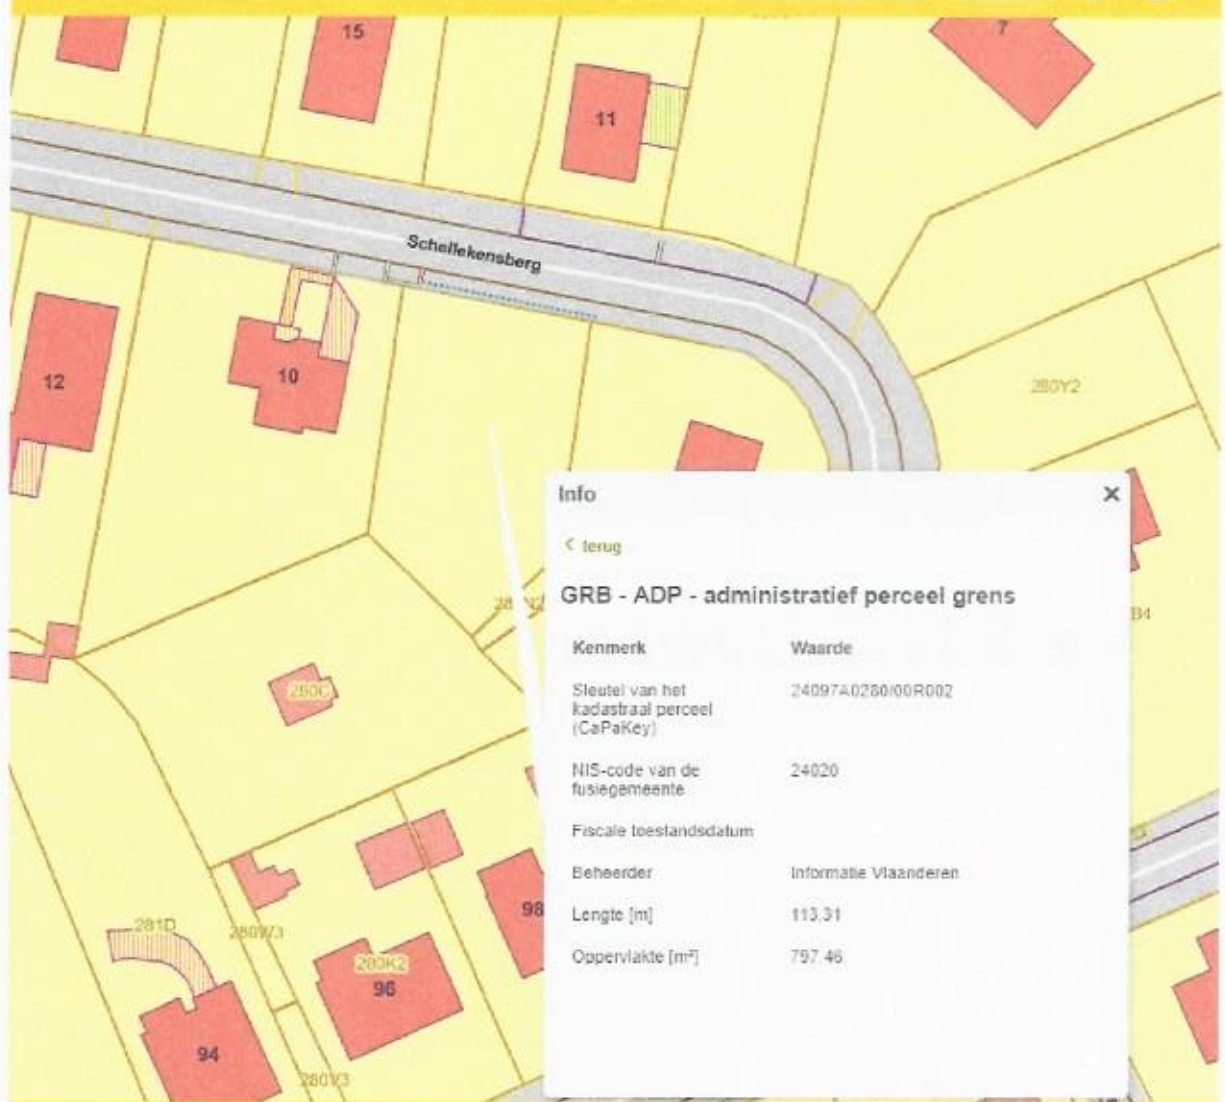 15
7
11
Schellekensberg
12
10
280Y2
Info
< terug
GRB - ADP - administratief perceel grens
B4
Kenmerk Waarde
Sleutel van het
kadastraal perceel
(CaPaKey)
24097A0280/00R002
NIS-code van de
fusiegemeente
24020
Fiscale toestandsdatum
Beheerder Informatie Vlaanderen
Lengte [m] 113.31
Oppervlakte [m²] 797.46
280C
98
281D
280W3
280K2
96
94
280V3